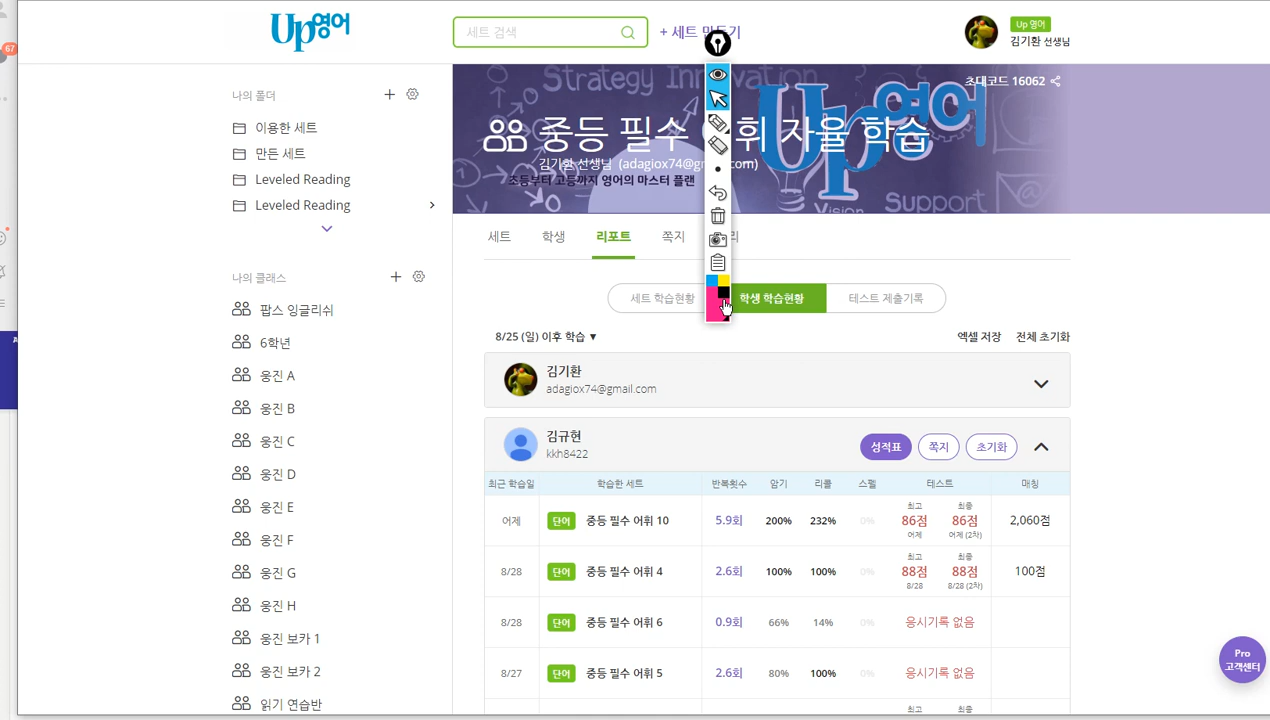 Up영어
세트 검색
+ 세트 만들기
Up 영어
김기환 선생님
67
나의 폴더
이용한 세트
만든 세트
Leveled Reading
Leveled Reading
나의 클래스
팝스 잉글리쉬
6학년
웅진 A
웅진 B
웅진 C
웅진 D
웅진 E
웅진 F
웅진 G
웅진 H
웅진 보카 1
웅진 보카 2
읽기 연습반
Strategy Innovation
초대코드 16062
Up영어
중등 필수 어휘 자율 학습
김기환 선생님 (adagiox74@gmail.com)
초등부터 고등까지 영어의 마스터 플랜
Vision
Support
세트 학생 리포트 쪽지 리
세트 학습현황 학생 학습현황 테스트 제출기록
8/25 (일) 이후 학습 ▼ 엑셀 저장 전체 초기화
김기환
adagiox74@gmail.com
김규현
kkh8422
성적표 쪽지 초기화
최근 학습일 학습한 세트 반복횟수 암기 리콜 스펠 테스트 매칭
최고 최종
어제 단어 중등 필수 어휘 10 5.9회 200% 232% 0% 86점 86점 2,060점
어제 어제 (2차)
최고 최종
8/28 단어 중등 필수 어휘 4 2.6회 100% 100% 0% 88점 88점 100점
8/28 8/28 (2차)
8/28 단어 중등 필수 어휘 6 0.9회 66% 14% 0% 응시기록 없음
8/27 단어 중등 필수 어휘 5 2.6회 80% 100% 0% 응시기록 없음
최고 최종
Pro
고객센터